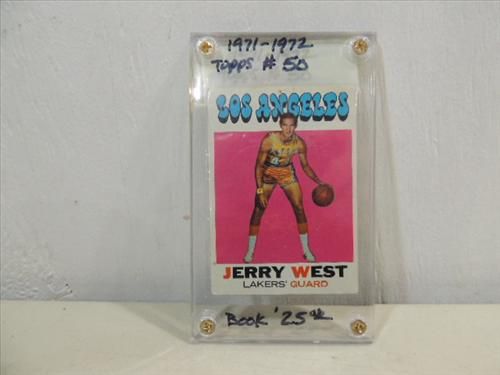 1971-1972
Topps # 50
LOS ANGELES
JERRY WEST
LAKERS' GUARD
Book '25